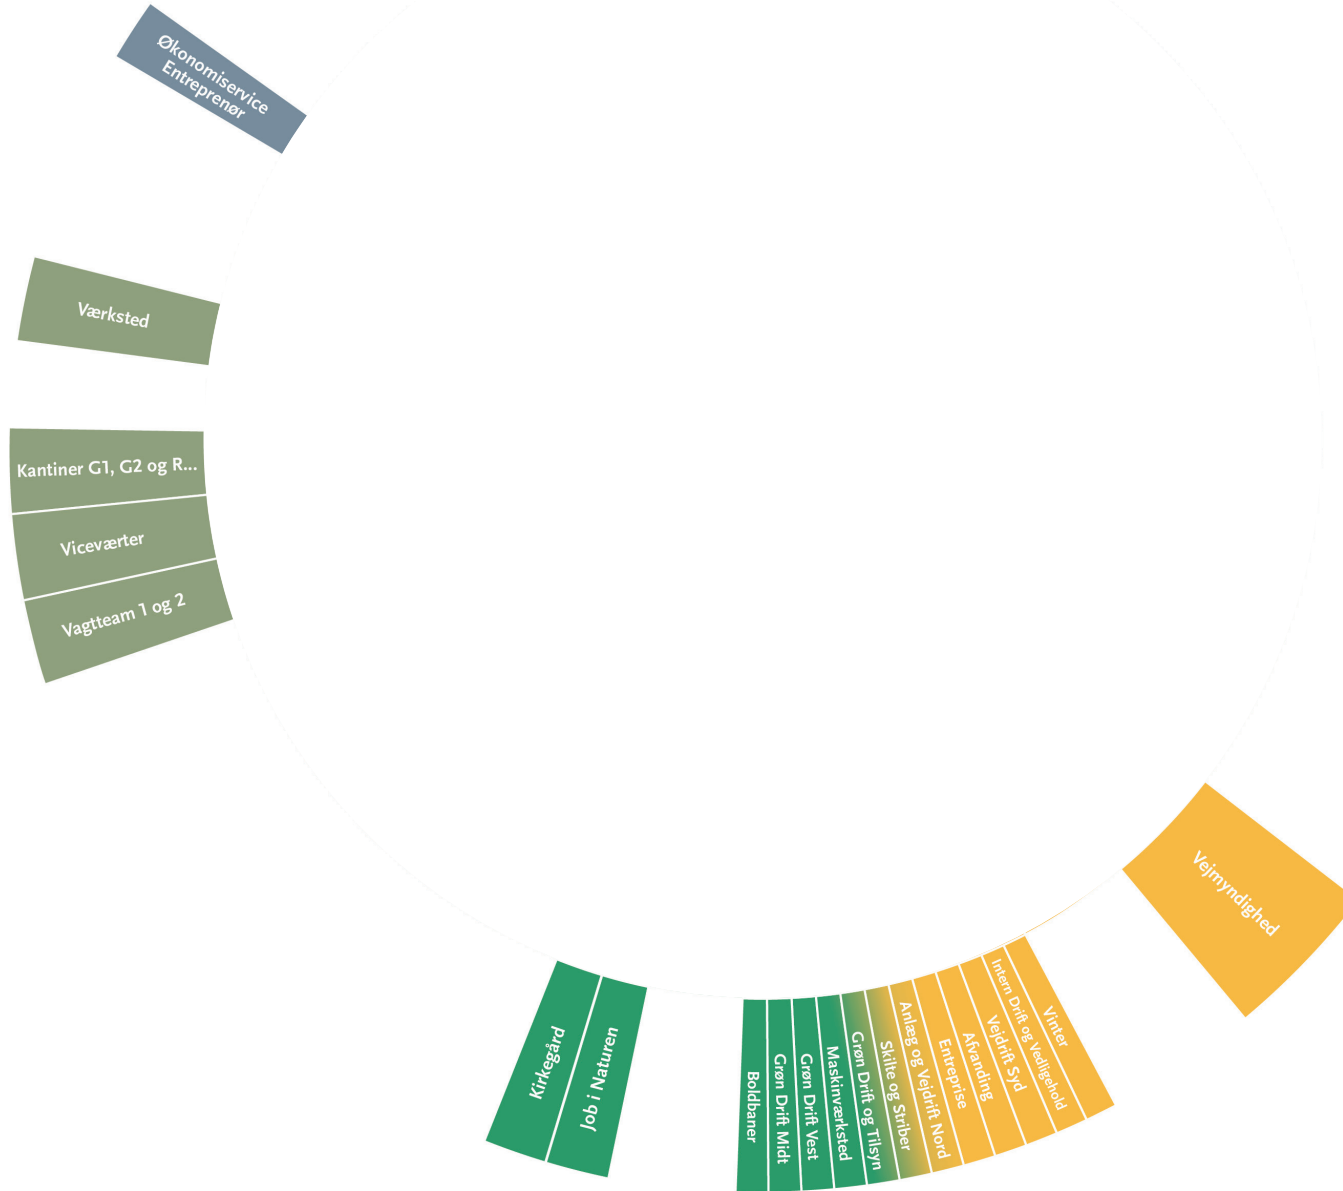 Økonomiservice
Entreprenør
Værksted
Kantiner G1, G2 og R...
Viceværter
Vagtteam 1 og 2
Kirkegård
Job i Naturen
Boldbaner
Grøn Drift Midt
Grøn Drift Vest
Maskinværksted
Grøn Drift og Tilsyn
Skilte og Striber
Anlæg og Vejdrift Nord
Entreprise
Afvanding
Vejdrift Syd
Intern Drift og Vedligehold
Vinter
Vejmyndighed